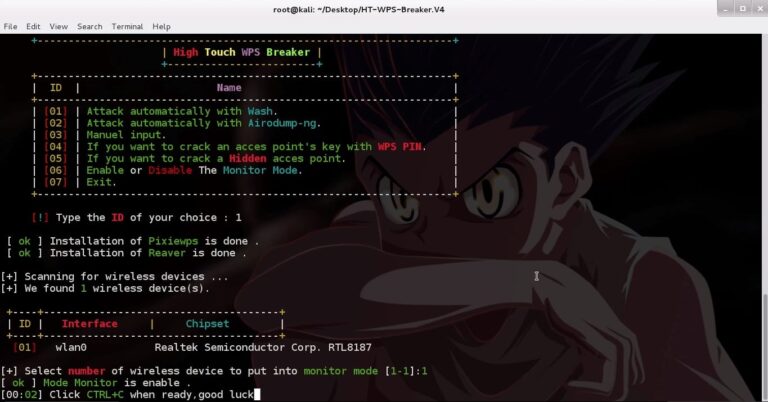 root@kali: ~/Desktop/HT-WPS-Breaker.V4
File Edit View Search Terminal Help
| High Touch WPS Breaker |
| ID | Name |
| [01] | Attack automatically with Wash. |
| [02] | Attack automatically with Airodump-ng. |
| [03] | Manuel input. |
| [04] | If you want to crack an acces point's key with WPS PIN. |
| [05] | If you want to crack a Hidden acces point. |
| [06] | Enable or Disable The Monitor Mode. |
| [07] | Exit. |
[!] Type the ID of your choice : 1
[ ok ] Installation of Pixiewps is done .
[ ok ] Installation of Reaver is done .
[+] Scanning for wireless devices ...
[+] We found 1 wireless device(s).
| ID | Interface | Chipset |
[01] wlan0 Realtek Semiconductor Corp. RTL8187
[+] Select number of wireless device to put into monitor mode [1-1]:1
[ ok ] Mode Monitor is enable .
[00:02] Click CTRL+C when ready,good luck